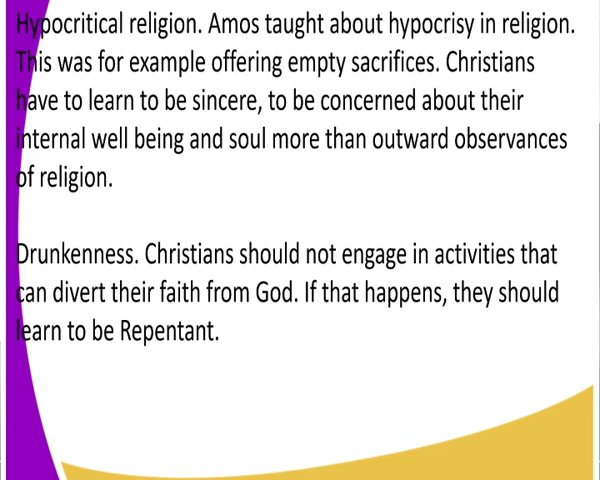 Hypocritical religion. Amos taught about hypocrisy in religion.
This was for example offering empty sacrifices. Christians
have to learn to be sincere, to be concerned about their
internal well being and soul more than outward observances
of religion.
Drunkenness. Christians should not engage in activities that
can divert their faith from God. If that happens, they should
learn to be Repentant.